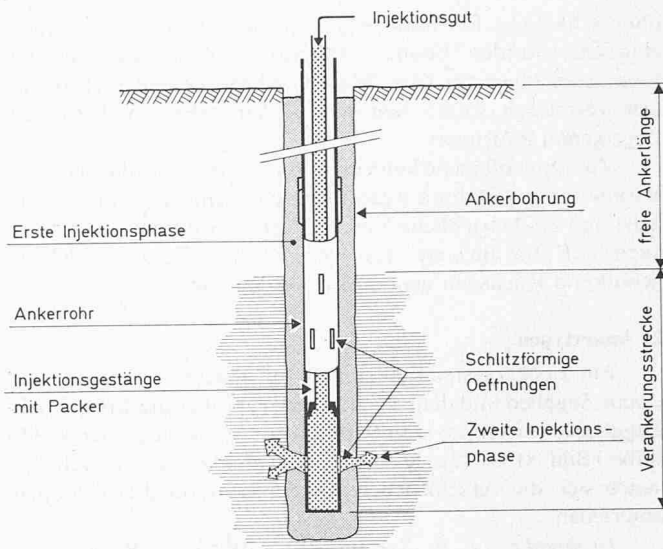 Injektionsgut
freie Ankerlänge
Ankerbohrung
Erste Injektionsphase
Ankerrohr
Verankerungsstrecke
Schlitzförmige
Oeffnungen
Injektionsgestänge
mit Packer
Zweite Injektions-
phase